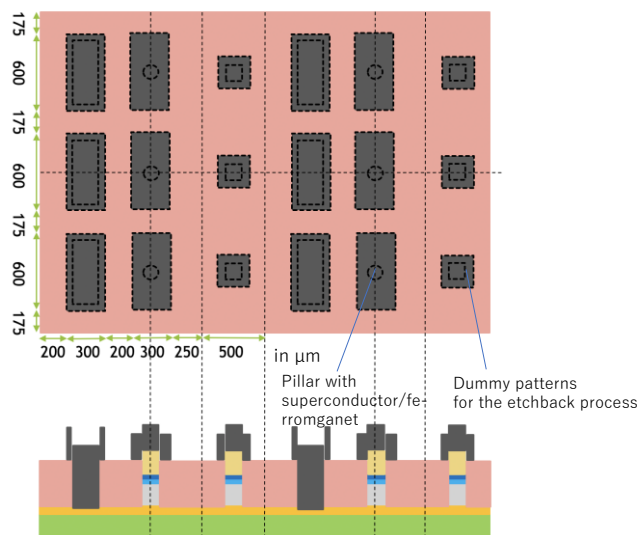 175
600
175
600
175
600
175
200 300 200 300 250 500
in μm
Pillar with
superconductor/fe-
rromganet
Dummy patterns
for the etchback process